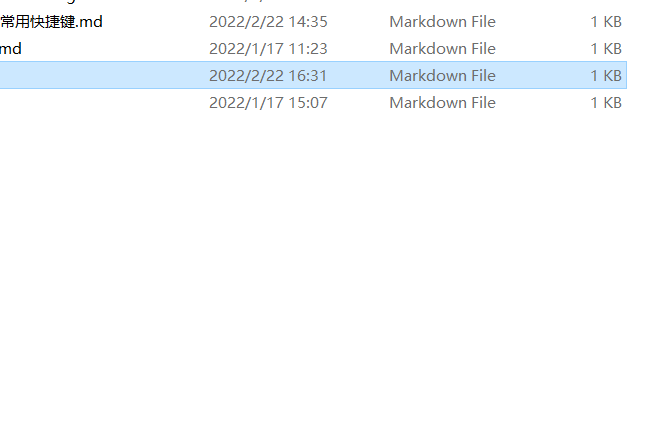 常用快捷键.md 2022/2/22 14:35 Markdown File 1 KB
md 2022/1/17 11:23 Markdown File 1 KB
2022/2/22 16:31 Markdown File 1 KB
2022/1/17 15:07 Markdown File 1 KB